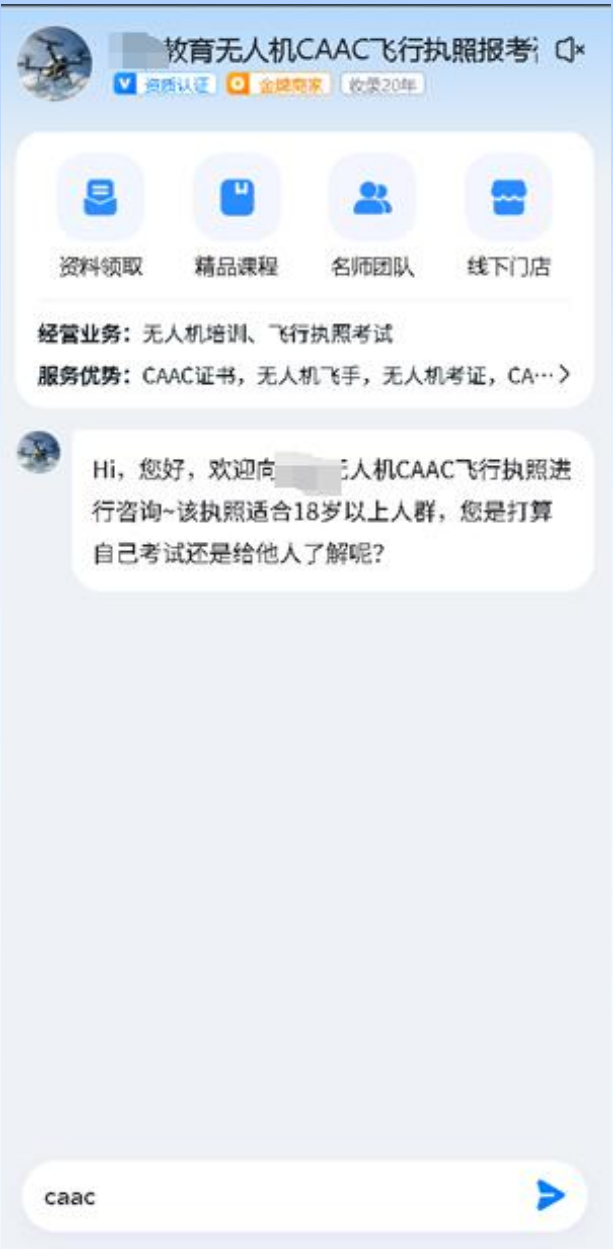 教育无人机CAAC飞行执照报考
资质认证 金牌商家 收录20年
资料领取 精品课程 名师团队 线下门店
经营业务：无人机培训、飞行执照考试
服务优势：CAAC证书，无人机飞手，无人机考证，CA…
Hi，您好，欢迎向 无人机CAAC飞行执照进
行咨询~该执照适合18岁以上人群，您是打算
自己考试还是给他人了解呢?
caac